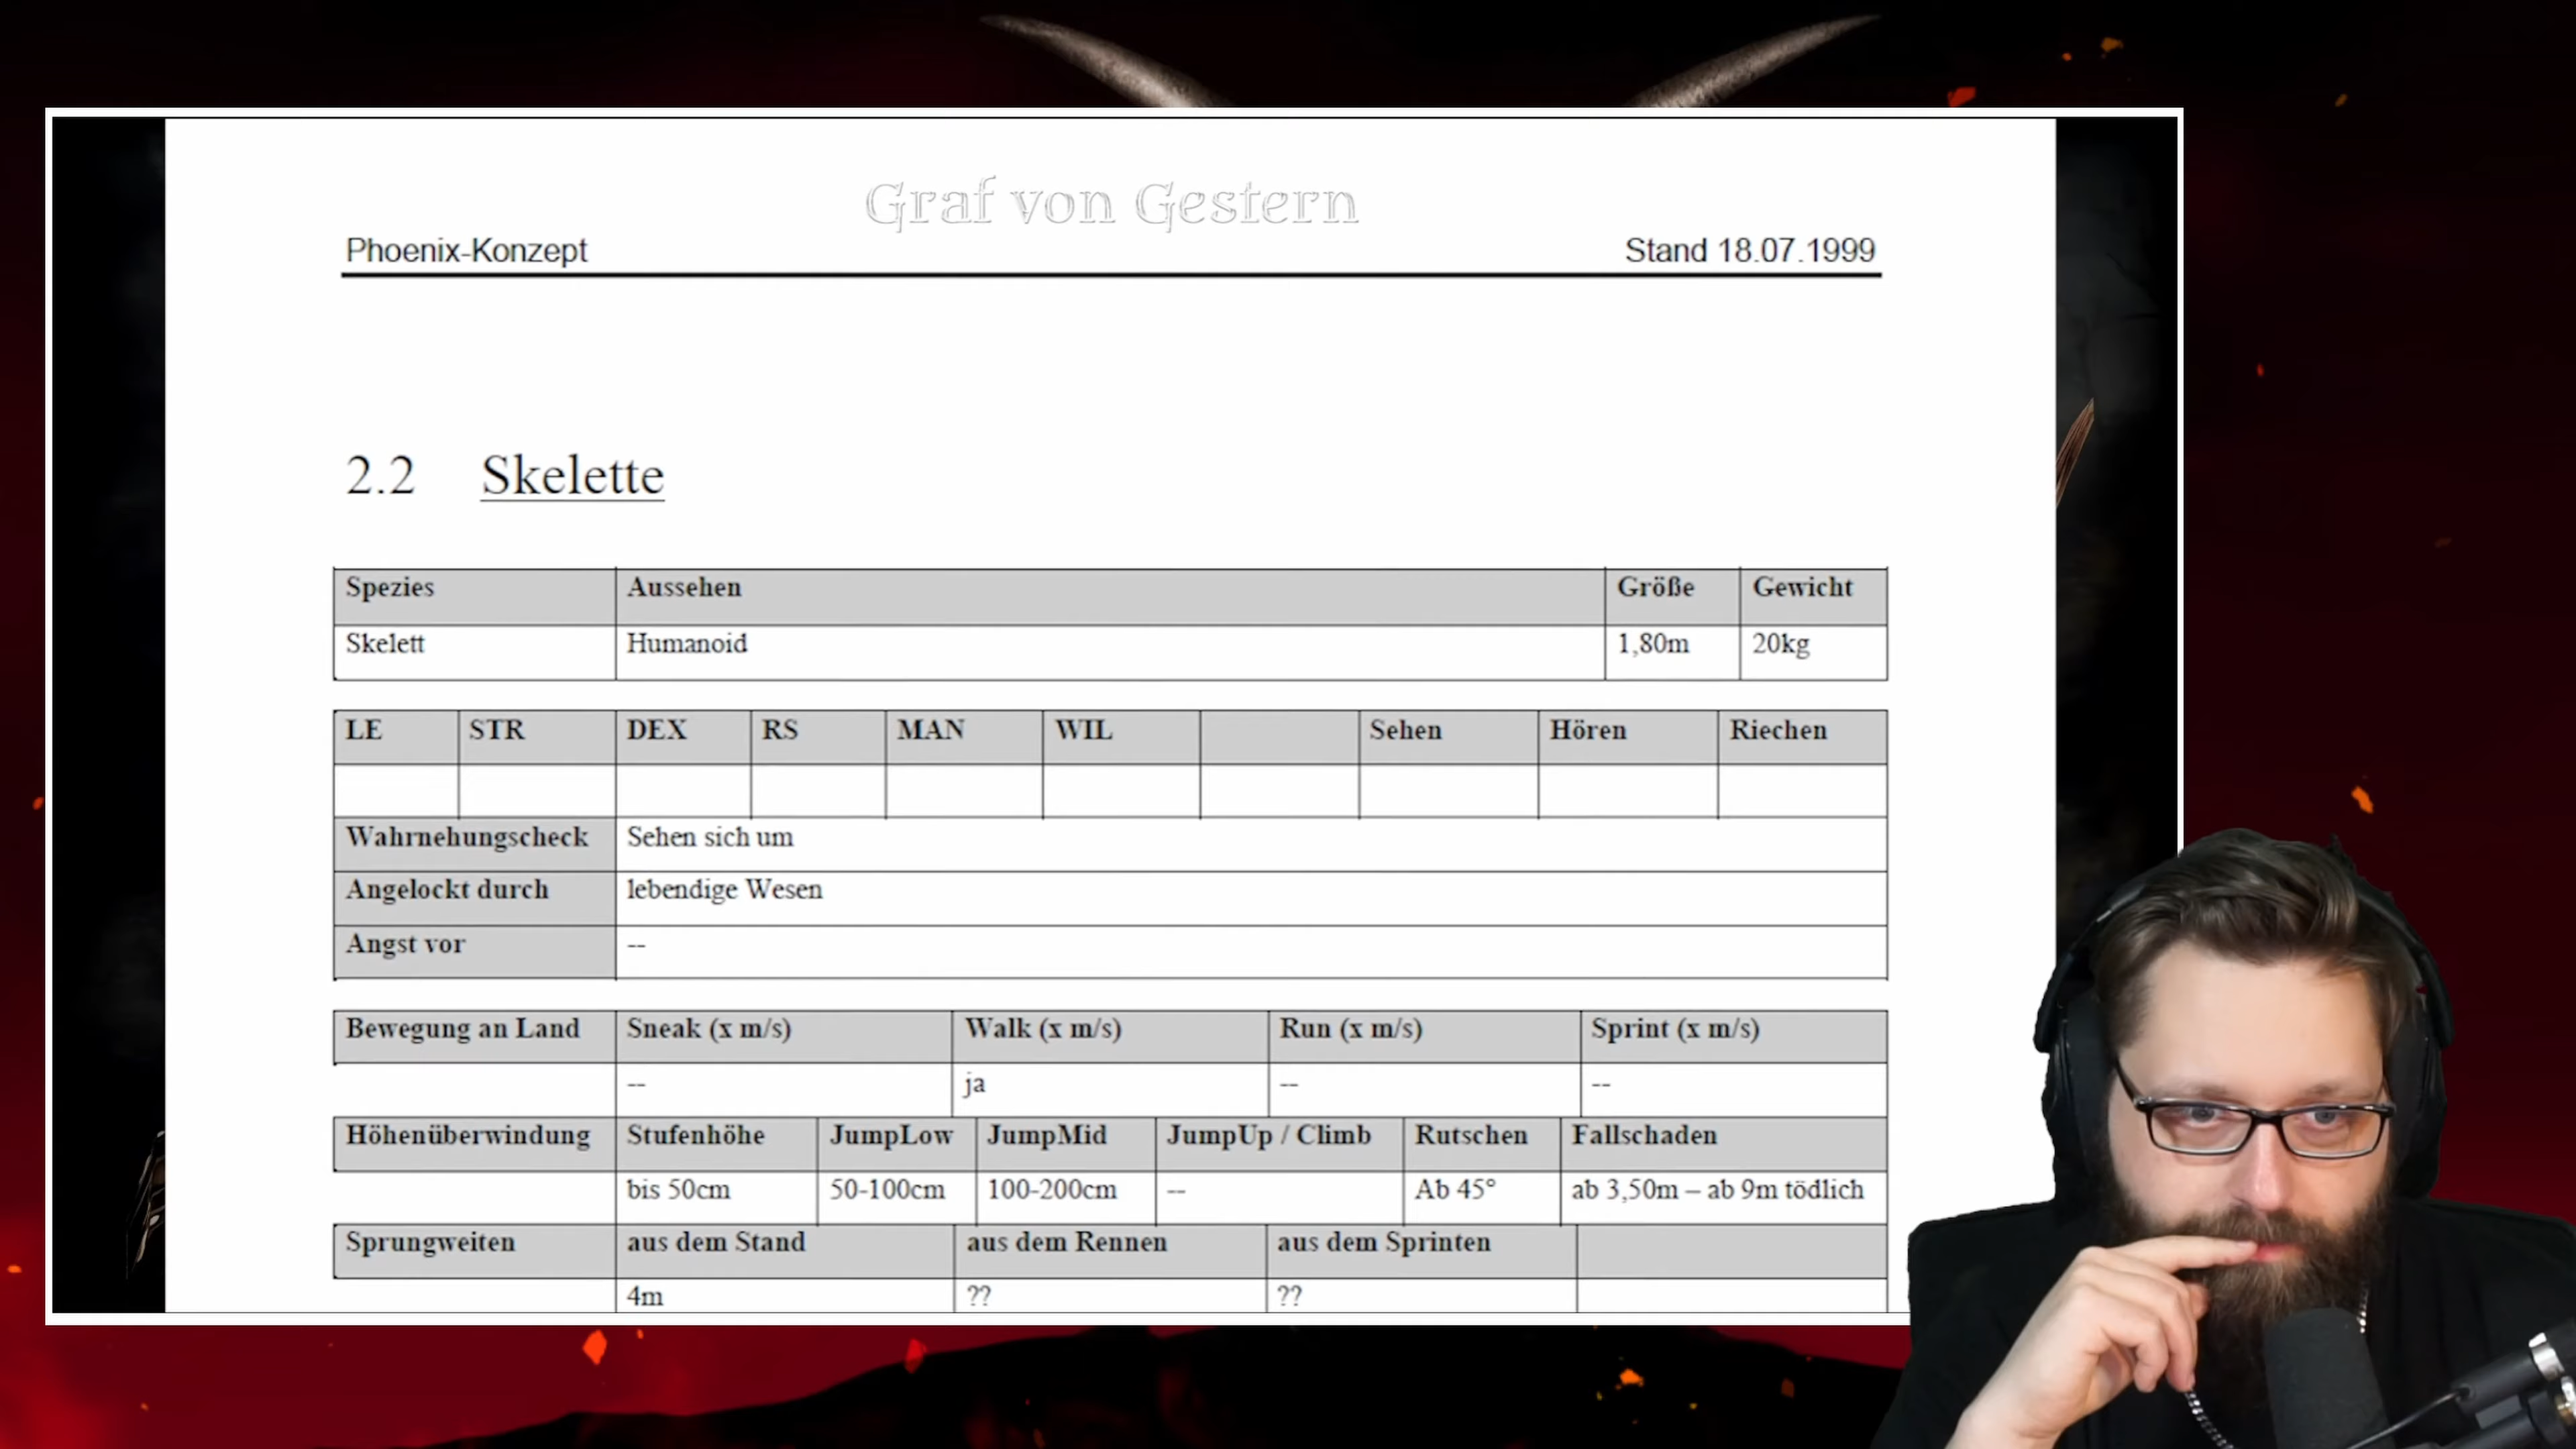 Graf von Gestern
Phoenix-Konzept Stand 18.07.1999
2.2 Skelette
Spezies Aussehen Größe Gewicht
Skelett Humanoid 1,80m 20kg
LE STR DEX RS MAN WIL Sehen Hören Riechen
Wahrnehungscheck Sehen sich um
Angelockt durch lebendige Wesen
Angst vor --
Bewegung an Land Sneak (x m/s) Walk (x m/s) Run (x m/s) Sprint (x m/s)
-- ja -- --
Höhenüberwindung Stufenhöhe JumpLow JumpMid JumpUp / Climb Rutschen Fallschaden
bis 50cm 50-100cm 100-200cm -- Ab 45° ab 3,50m – ab 9m tödlich
Sprungweiten aus dem Stand aus dem Rennen aus dem Sprinten
4m ?? ??